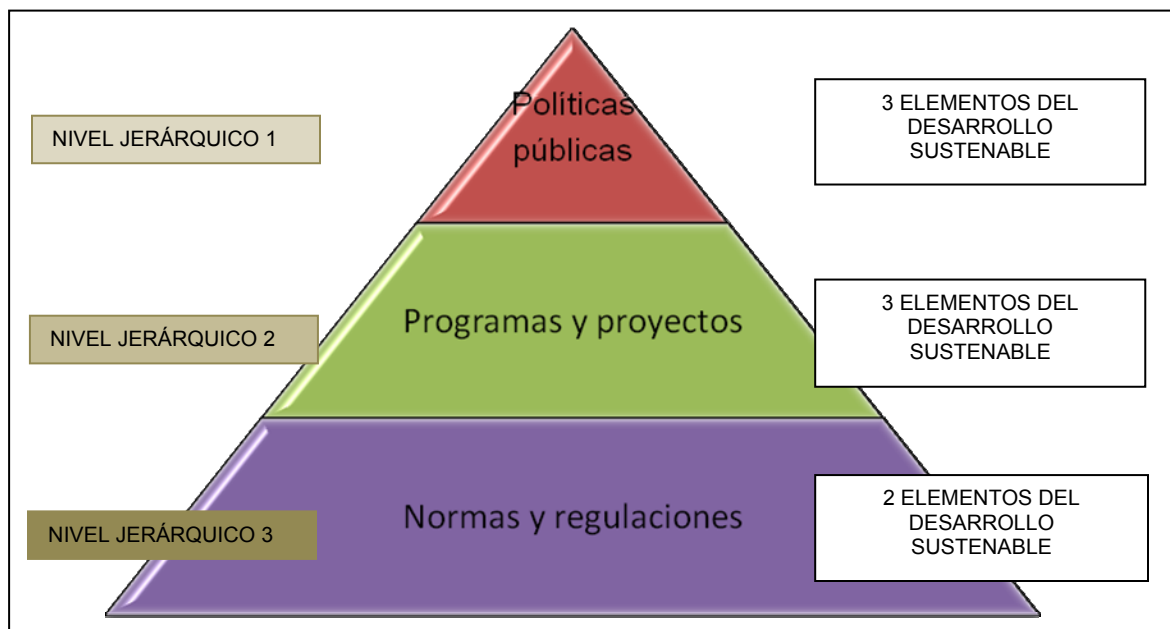 NIVEL JERÁRQUICO 1
Políticas
públicas
3 ELEMENTOS DEL
DESARROLLO
SUSTENABLE
NIVEL JERÁRQUICO 2
Programas y proyectos
3 ELEMENTOS DEL
DESARROLLO
SUSTENABLE
NIVEL JERÁRQUICO 3
Normas y regulaciones
2 ELEMENTOS DEL
DESARROLLO
SUSTENABLE